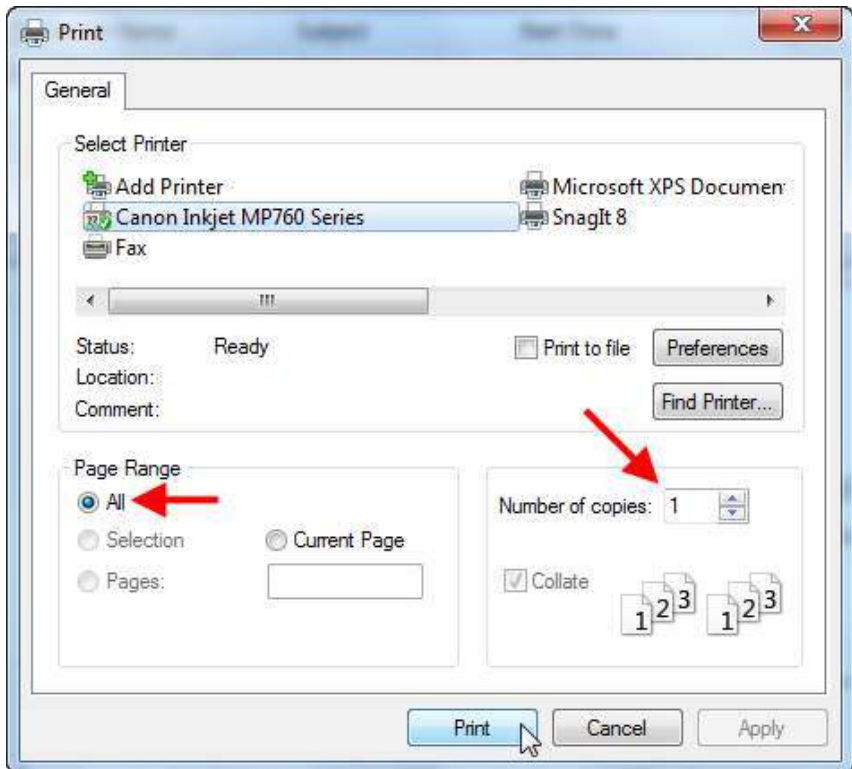 Print
General
Select Printer
Add Printer
Microsoft XPS Documen
Canon Inkjet MP760 Series
SnagIt 8
Fax
Status: Ready
Print to file
Preferences
Location:
Find Printer...
Comment:
Page Range
All
Number of copies: 1
Selection
Current Page
Pages:
Collate
1 2 3 1 2 3
Print
Cancel
Apply